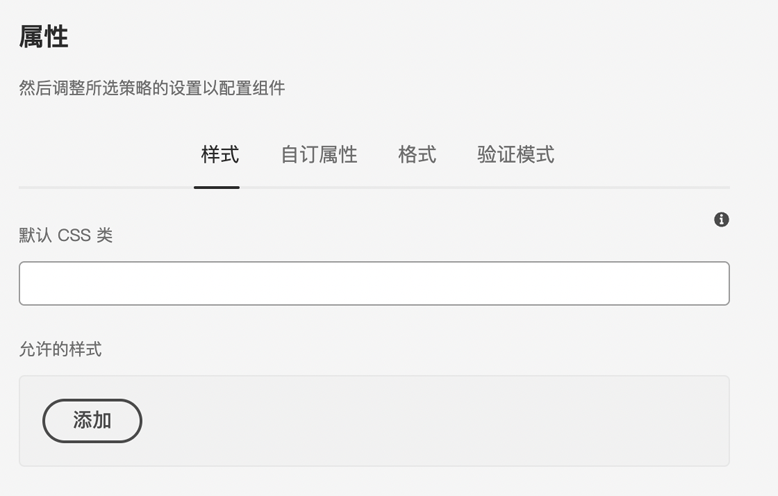 属性
然后调整所选策略的设置以配置组件
样式 自订属性 格式 验证模式
默认 CSS 类
允许的样式
添加